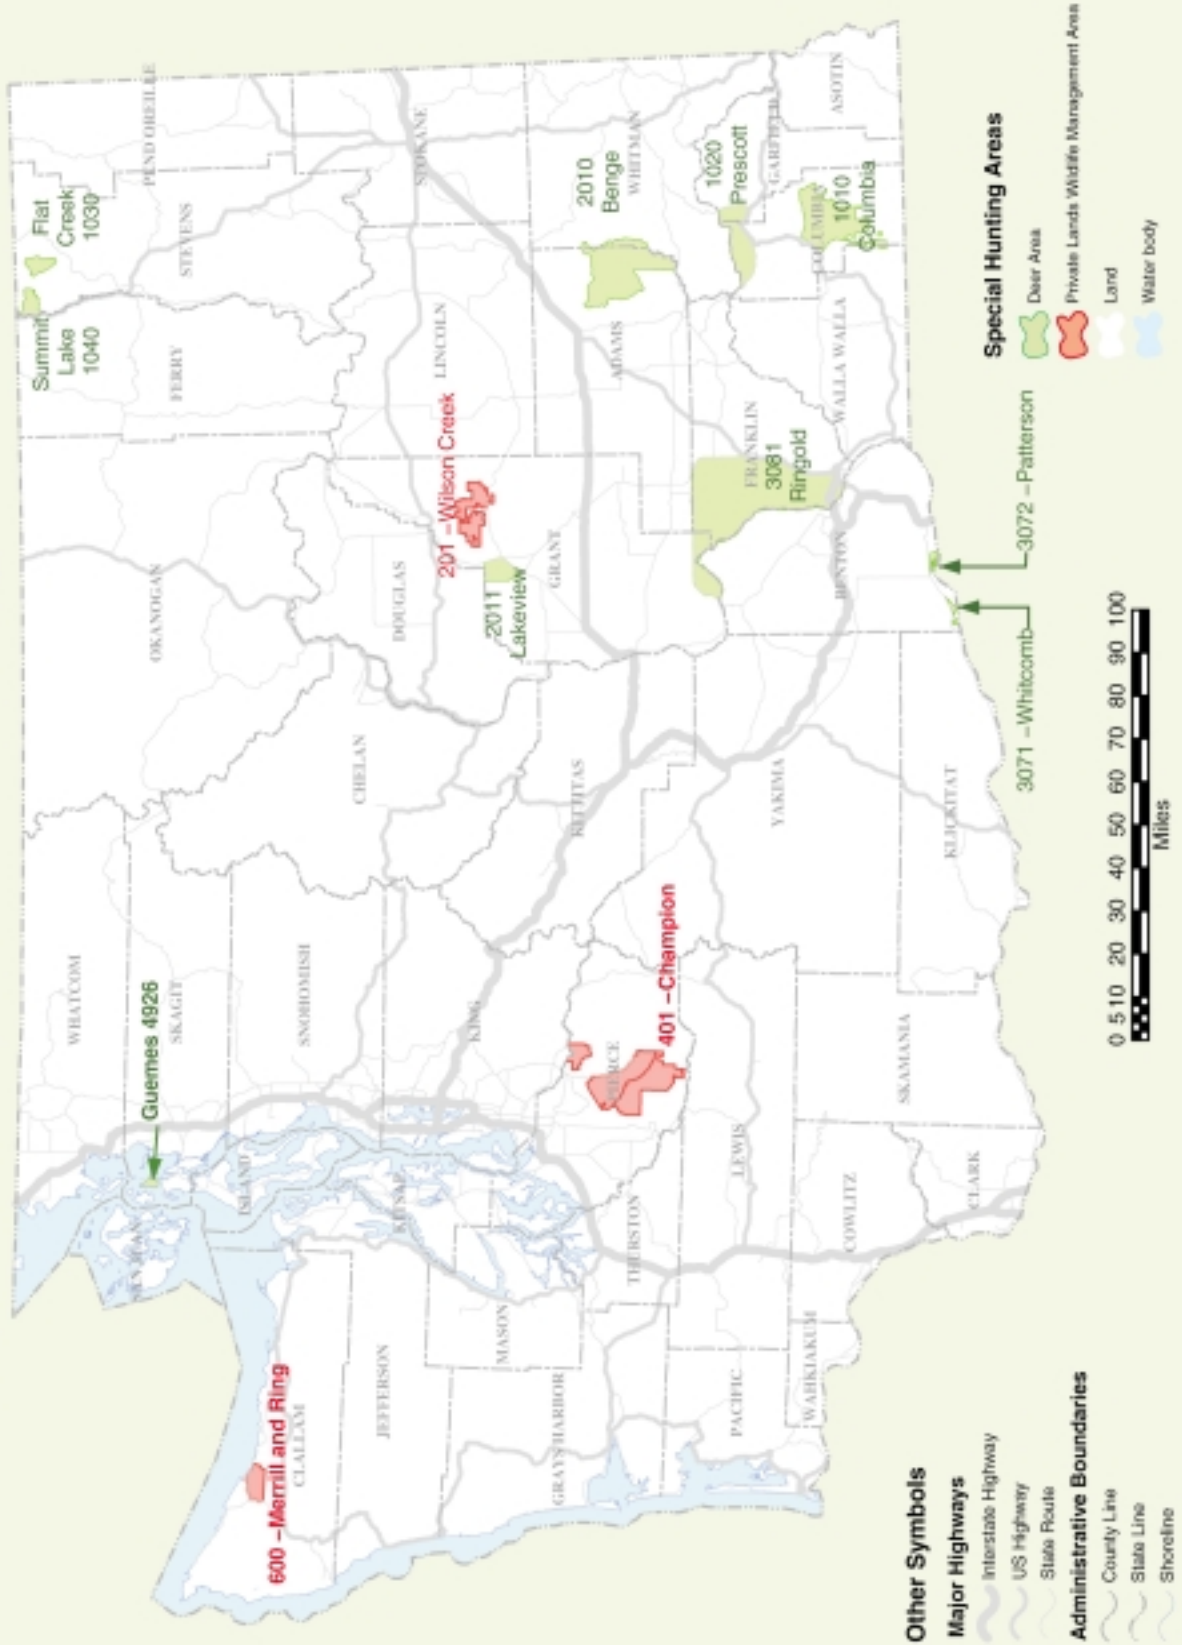 WHATCOM
Guemes 4926
SKAGIT
SAN JUAN
ISLAND
SNOHOMISH
600 –Merrill and Ring
CLALLAM
JEFFERSON
KITSAP
MASON
GRAYS HARBOR
KING
PIERCE
401 –Champion
THURSTON
LEWIS
PACIFIC
WAHKIAKUM
COWLITZ
CLARK
SKAMANIA
OKANOGAN
CHELAN
DOUGLAS
KITTITAS
YAKIMA
KLICKITAT
GRANT
201 –Wilson Creek
2011
Lakeview
Summit
Lake
1040
Flat
Creek
1030
FERRY
STEVENS
PEND OREILLE
LINCOLN
SPOKANE
ADAMS
2010
Benge
WHITMAN
FRANKLIN
3081
Ringold
BENTON
WALLA WALLA
1020
Prescott
GARFIELD
COLUMBIA
1010
Columbia
ASOTIN
3071 –Whitcomb
3072 –Patterson
Other Symbols
Major Highways
Interstate Highway
US Highway
State Route
Administrative Boundaries
County Line
State Line
Shoreline
0 5 10 20 30 40 50 60 70 80 90 100
Miles
Special Hunting Areas
Deer Area
Private Lands Wildlife Management Area
Land
Water body